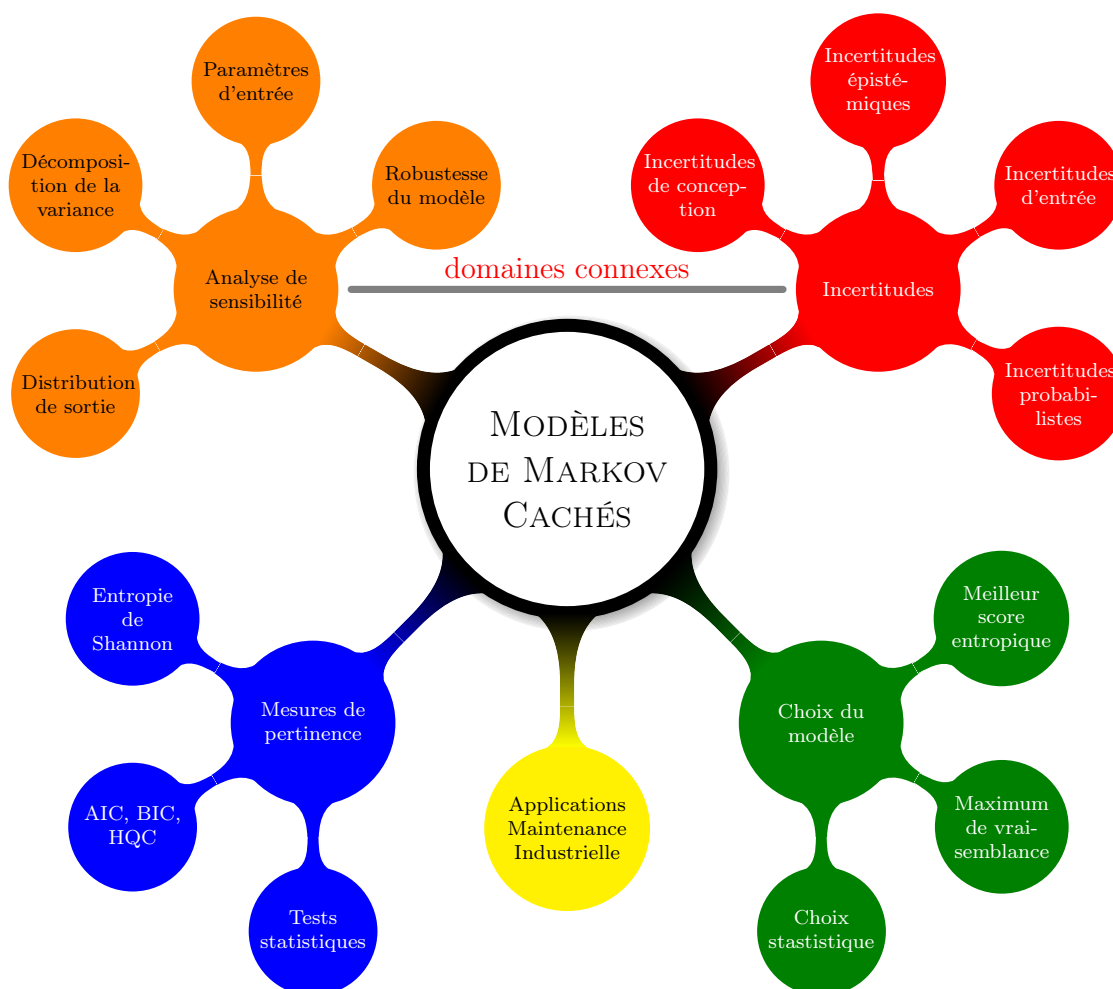 Paramètres
d'entrée
Incertitudes
épisté-
miques
Décomposi-
tion de la
variance
Robustesse
du modèle
Incertitudes
de concep-
tion
Incertitudes
d'entrée
Analyse de
sensibilité
domaines connexes
Incertitudes
Distribution
de sortie
Incertitudes
probabi-
listes
MODÈLES
DE MARKOV
CACHÉS
Entropie
de
Shannon
Meilleur
score
entropique
Mesures de
pertinence
Choix du
modèle
AIC, BIC,
HQC
Applications
Maintenance
Industrielle
Maximum
de vrai-
semblance
Tests
statistiques
Choix
stastistique